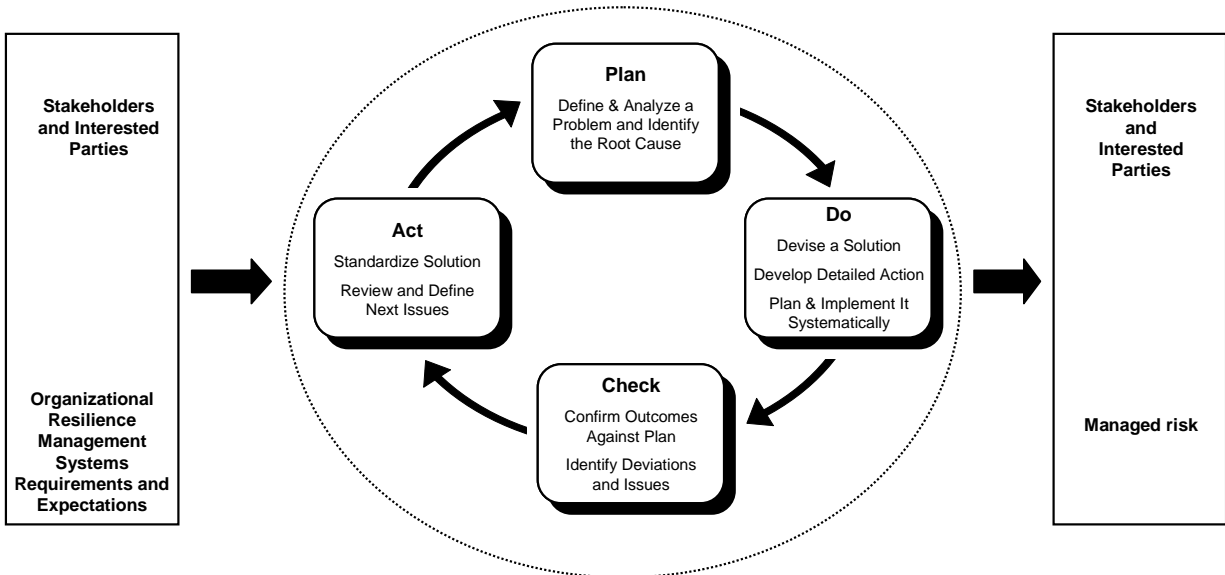 Stakeholders
and Interested
Parties
Organizational
Resilience
Management
Systems
Requirements and
Expectations
Plan
Define & Analyze a
Problem and Identify
the Root Cause
Do
Devise a Solution
Develop Detailed Action
Plan & Implement It
Systematically
Check
Confirm Outcomes
Against Plan
Identify Deviations
and Issues
Act
Standardize Solution
Review and Define
Next Issues
Stakeholders
and
Interested
Parties
Managed risk